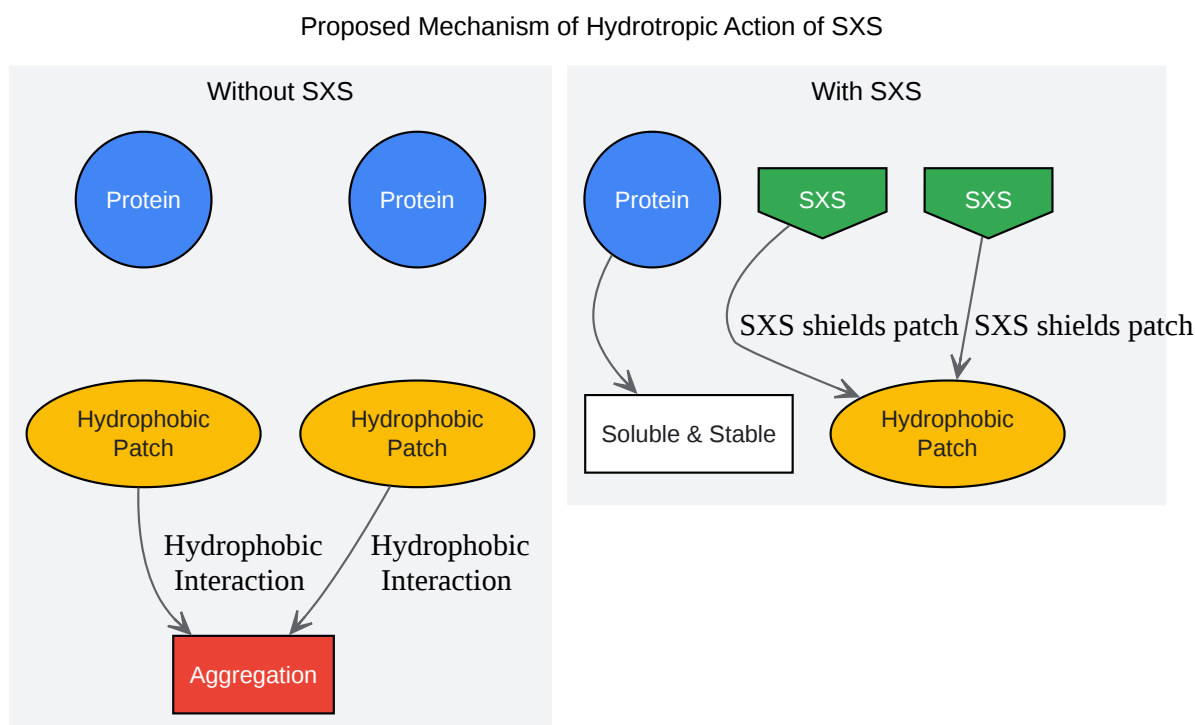 Proposed Mechanism of Hydrotropic Action of SXS
Without SXS
Protein
Protein
Hydrophobic
Patch
Hydrophobic
Patch
Hydrophobic
Interaction
Hydrophobic
Interaction
Aggregation
With SXS
Protein
SXS
SXS
SXS shields patch
SXS shields patch
Soluble & Stable
Hydrophobic
Patch